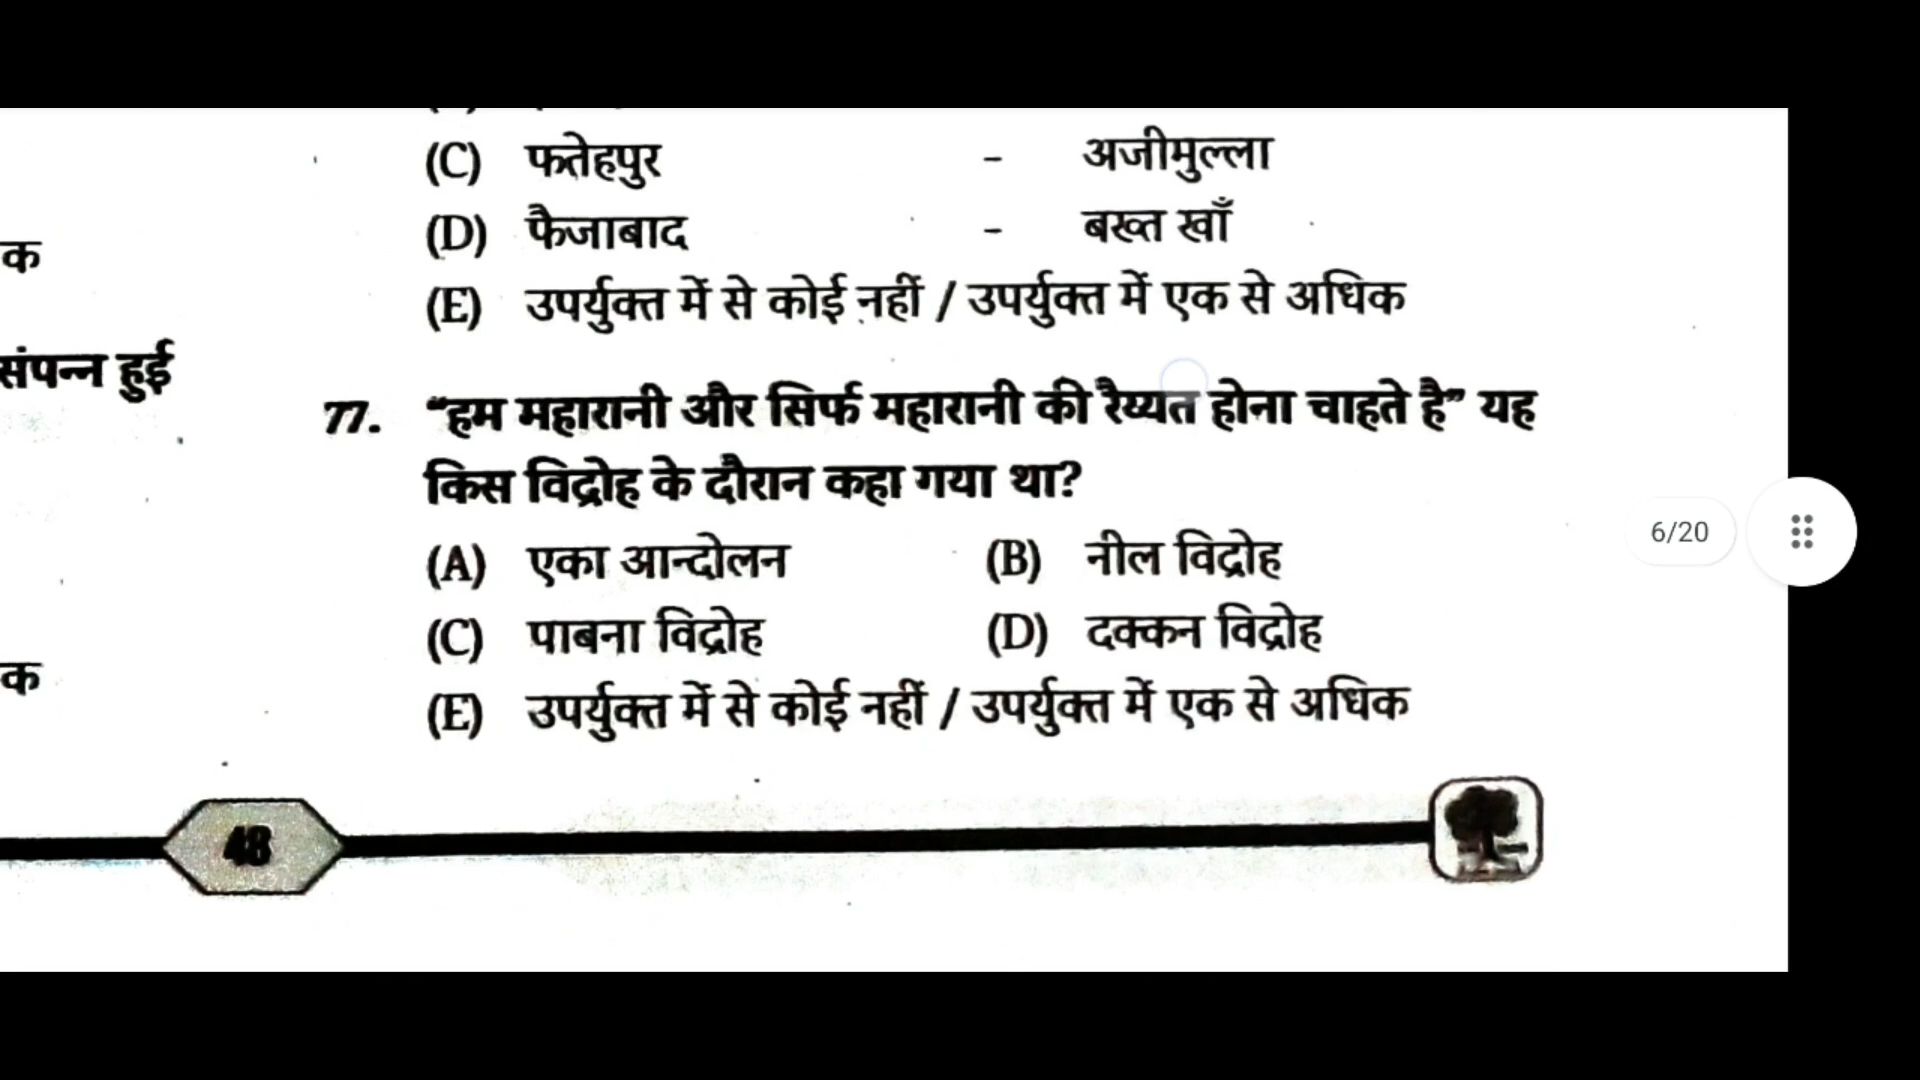 (C) फतेहपुर - अजीमुल्ला
(D) फैजाबाद - बख्त खाँ
क
(E) उपर्युक्त में से कोई नहीं / उपर्युक्त में एक से अधिक
संपन्न हुई
77. “हम महारानी और सिर्फ महारानी की रैय्यत होना चाहते है” यह
किस विद्रोह के दौरान कहा गया था?
6/20
(A) एका आन्दोलन (B) नील विद्रोह
(C) पाबना विद्रोह (D) दक्कन विद्रोह
क
(E) उपर्युक्त में से कोई नहीं / उपर्युक्त में एक से अधिक
48